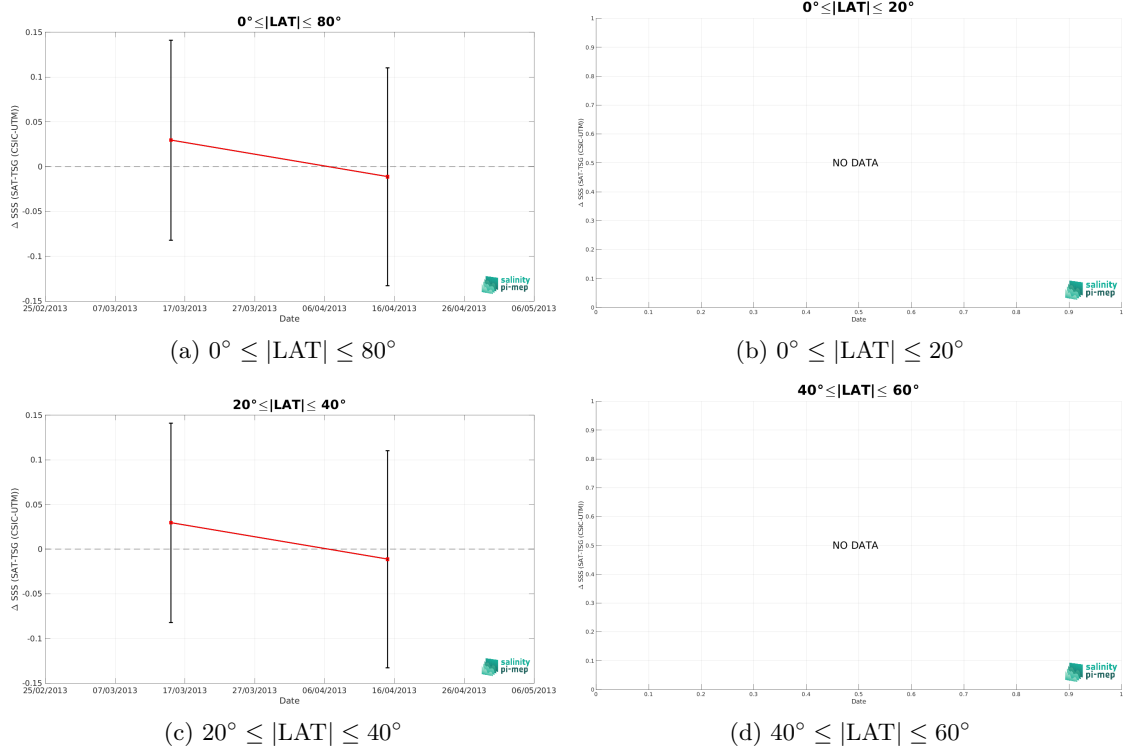 0°≤|LAT|≤ 80°
Δ SSS (SAT-TSG (CSIC-UTM))
0.15
0.1
0.05
0
-0.05
-0.1
-0.15
25/02/2013 07/03/2013 17/03/2013 27/03/2013 06/04/2013 16/04/2013 26/04/2013 06/05/2013
Date
salinity
pi-mep
(a) 0° ≤ |LAT| ≤ 80°
0°≤|LAT|≤ 20°
Δ SSS (SAT-TSG (CSIC-UTM))
1
0.9
0.8
0.7
0.6
0.5
0.4
0.3
0.2
0.1
0
NO DATA
0 0.1 0.2 0.3 0.4 0.5 0.6 0.7 0.8 0.9 1
Date
salinity
pi-mep
(b) 0° ≤ |LAT| ≤ 20°
20°≤|LAT|≤ 40°
Δ SSS (SAT-TSG (CSIC-UTM))
0.15
0.1
0.05
0
-0.05
-0.1
-0.15
25/02/2013 07/03/2013 17/03/2013 27/03/2013 06/04/2013 16/04/2013 26/04/2013 06/05/2013
Date
salinity
pi-mep
(c) 20° ≤ |LAT| ≤ 40°
40°≤|LAT|≤ 60°
Δ SSS (SAT-TSG (CSIC-UTM))
1
0.9
0.8
0.7
0.6
0.5
0.4
0.3
0.2
0.1
0
NO DATA
0 0.1 0.2 0.3 0.4 0.5 0.6 0.7 0.8 0.9 1
Date
salinity
pi-mep
(d) 40° ≤ |LAT| ≤ 60°